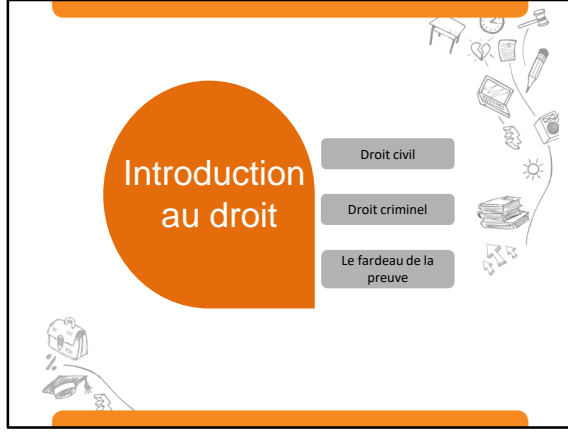 Introduction
au droit
Droit civil
Droit criminel
Le fardeau de la
preuve